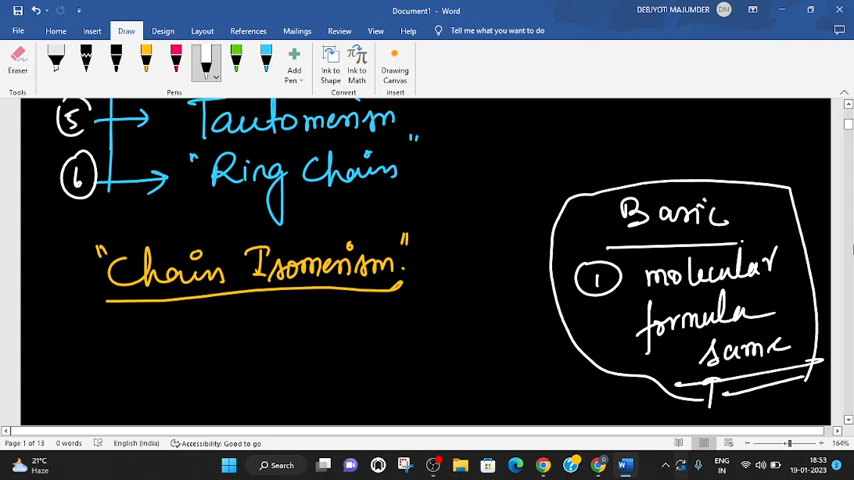 Document1 - Word
DEBJYOTI MAJUMDER
DM
File
Home
Insert
Draw
Design
Layout
References
Mailings
Review
View
Help
Tell me what you want to do
Eraser
Add
Pen
Ink to
Shape
Ink to
Math
Drawing
Canvas
Tools
Pens
Convert
Insert
5 Tautomerism
6 "Ring Chain"
"Chain Isomerism".
Basic
1 molecular
formula
same
Page 1 of 13
0 words
English (India)
Accessibility: Good to go
164%
21°C
Haze
Search
ENG
IN
18:53
19-01-2023